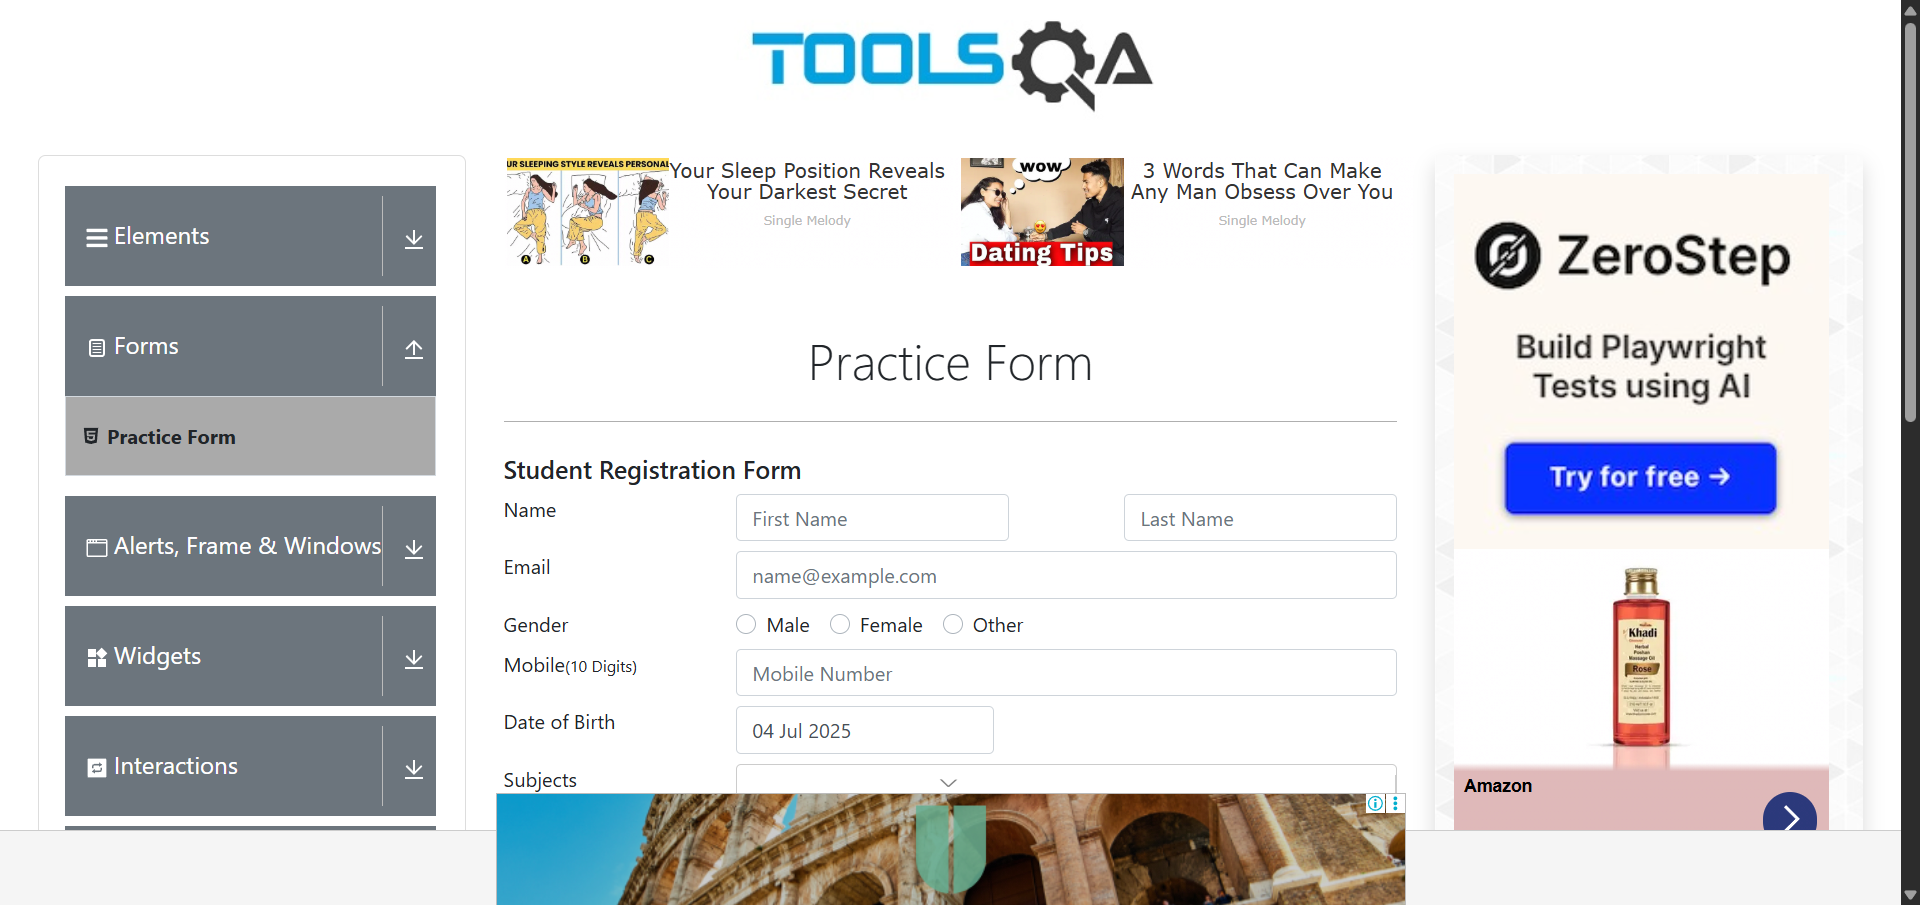 TOOLSQA
UR SLEEPING STYLE REVEALS PERSONAL
A B C
Your Sleep Position Reveals
Your Darkest Secret
Single Melody
WOW
Dating Tips
3 Words That Can Make
Any Man Obsess Over You
Single Melody
Elements
Forms
Practice Form
Alerts, Frame & Windows
Widgets
Interactions
Practice Form
Student Registration Form
Name
First Name
Last Name
Email
name@example.com
Gender
Male
Female
Other
Mobile(10 Digits)
Mobile Number
Date of Birth
04 Jul 2025
Subjects
ZeroStep
Build Playwright
Tests using AI
Try for free →
Khadi
Herbal
Rose
Amazon